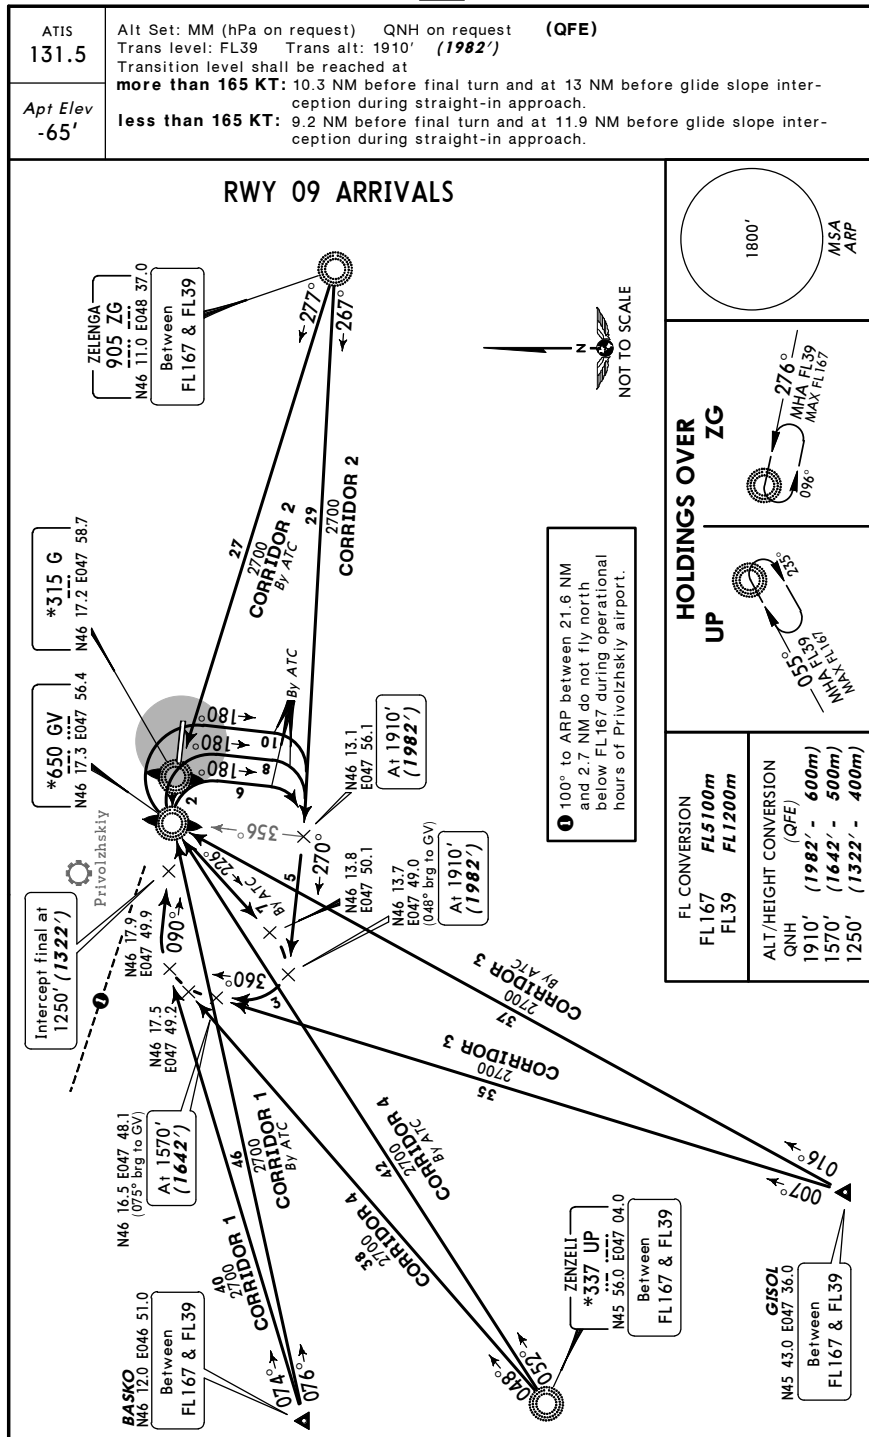 ATIS
131.5
Apt Elev
-65'
Alt Set: MM (hPa on request) QNH on request (QFE)
Trans level: FL39 Trans alt: 1910' (1982')
Transition level shall be reached at
more than 165 KT: 10.3 NM before final turn and at 13 NM before glide slope inter-
ception during straight-in approach.
less than 165 KT: 9.2 NM before final turn and at 11.9 NM before glide slope inter-
ception during straight-in approach.
RWY 09 ARRIVALS
1800'
MSA
ARP
ZELENGA
905 ZG
N46 11.0 E048 37.0
Between
FL167 & FL39
277°
267°
N
NOT TO SCALE
HOLDINGS OVER
ZG
276°
MHA FL39
MAX FL167
096°
UP
235°
055°
MHA FL39
MAX FL167
27
2700
CORRIDOR 2
By ATC
29
2700
CORRIDOR 2
*315 G
N46 17.2 E047 58.7
*650 GV
N46 17.3 E047 56.4
By ATC
180°
10
180°
8
180°
6
2
N46 13.1
E047 56.1
At 1910'
(1982')
1 100° to ARP between 21.6 NM
and 2.7 NM do not fly north
below FL167 during operational
hours of Privolzhskiy airport.
Privolzhskiy
356°
270°
5
226°
By ATC
7
N46 13.8
E047 50.1
N46 13.7
E047 49.0
(048° brg to GV)
At 1910'
(1982')
Intercept final at
1250' (1322')
1
N46 17.9
E047 49.9
090°
N46 17.5
E047 49.2
360°
3
N46 16.5 E047 48.1
(075° brg to GV)
At 1570'
(1642')
FL CONVERSION
FL167 FL5100m
FL39 FL1200m
ALT/HEIGHT CONVERSION
QNH (QFE)
1910' (1982' - 600m)
1570' (1642' - 500m)
1250' (1322' - 400m)
46
2700
CORRIDOR 1
By ATC
40
2700
CORRIDOR 1
38
2700
CORRIDOR 4
42
2700
CORRIDOR 4
By ATC
35
2700
CORRIDOR 3
37
2700
CORRIDOR 3
By ATC
BASKO
N46 12.0 E046 51.0
Between
FL167 & FL39
074°
076°
ZENZELI
*337 UP
N45 56.0 E047 04.0
Between
FL167 & FL39
048°
052°
GISOL
N45 43.0 E047 36.0
Between
FL167 & FL39
007°
016°